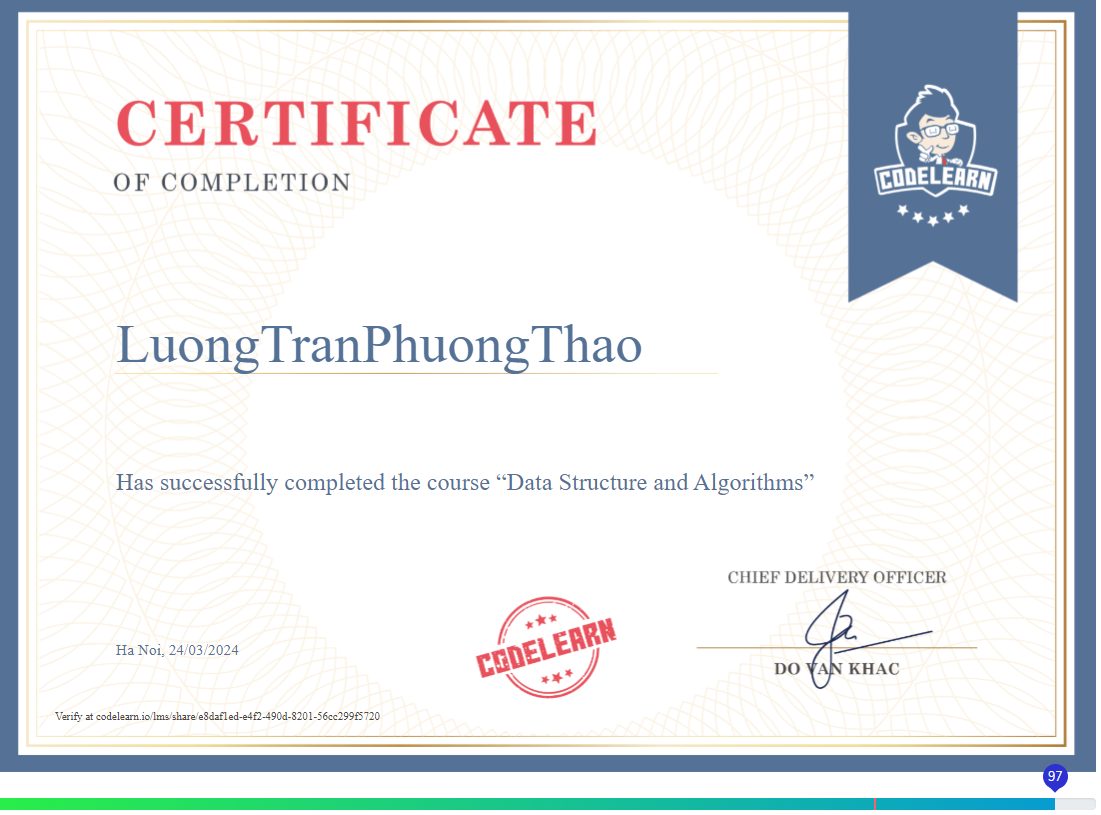 CERTIFICATE
OF COMPLETION
CODELEARN
LuongTranPhuongThao
Has successfully completed the course “Data Structure and Algorithms”
CHIEF DELIVERY OFFICER
Ha Noi, 24/03/2024
CODELEARN
DO VAN KHAC
Verify at codelearn.io/lms/share/e8daf1ed-e4f2-490d-8201-56cc299f5720
97